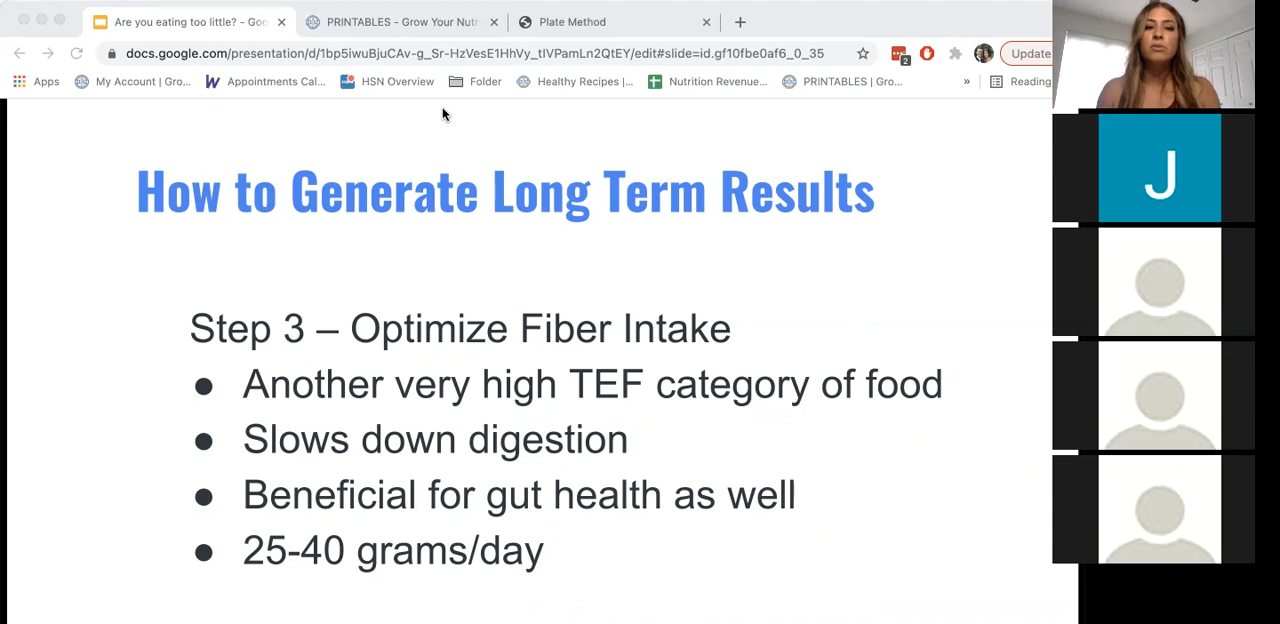 Are you eating too little? - Goo
PRINTABLES - Grow Your Nutr
Plate Method
docs.google.com/presentation/d/1bp5iwuBjuCAv-g_Sr-HzVesE1HhVy_tIVPamLn2QtEY/edit#slide=id.gf10fbe0af6_0_35
2
Update
Apps
My Account | Gro...
Appointments Cal...
HSN Overview
Folder
Healthy Recipes |...
Nutrition Revenue...
PRINTABLES | Gro...
»
Reading
J
How to Generate Long Term Results
Step 3 – Optimize Fiber Intake
● Another very high TEF category of food
● Slows down digestion
● Beneficial for gut health as well
● 25-40 grams/day